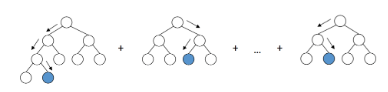 + + ... +